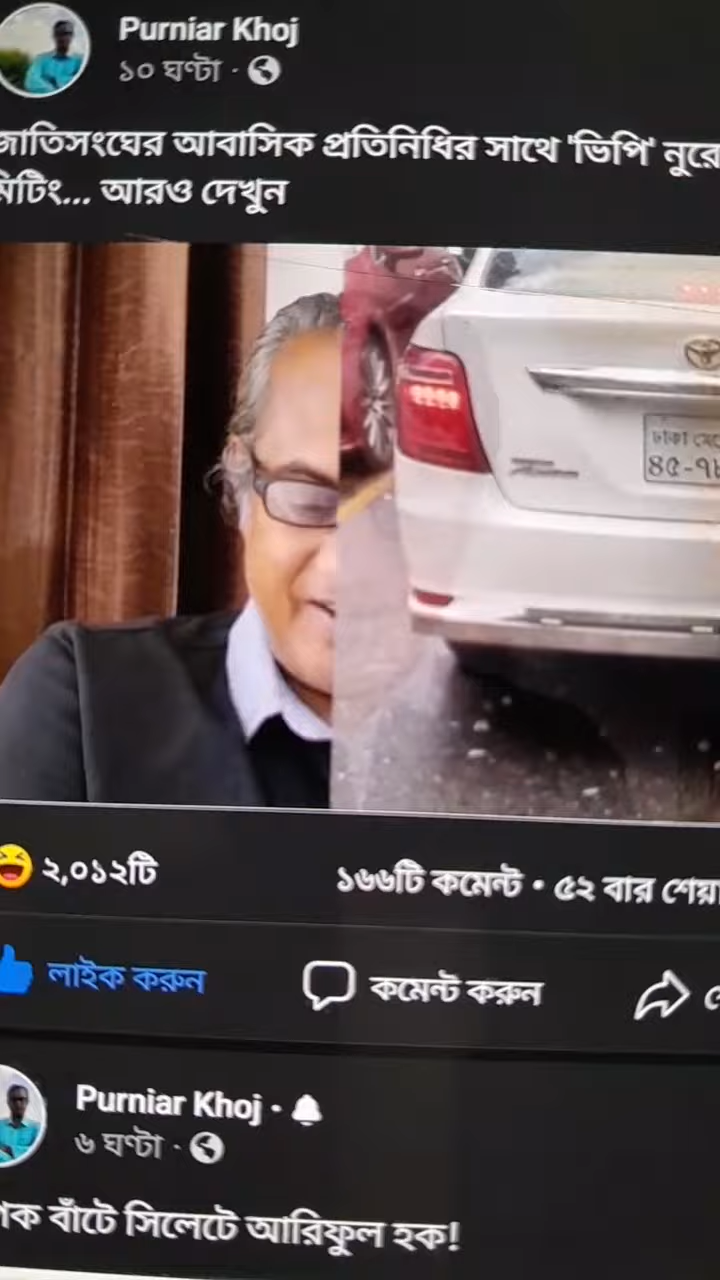 Purniar Khoj
১০ ঘণ্টা ·
জাতিসংঘের আবাসিক প্রতিনিধির সাথে 'ভিপি' নুরে
মিটিং... আরও দেখুন
ঢাকা মেট্রো
৪৫-৭৮
২,০১২টি
১৬৬টি কমেন্ট • ৫২ বার শেয়া
লাইক করুন
কমেন্ট করুন
Purniar Khoj ·
৬ ঘণ্টা ·
বাঁটে সিলেটে আরিফুল হক!